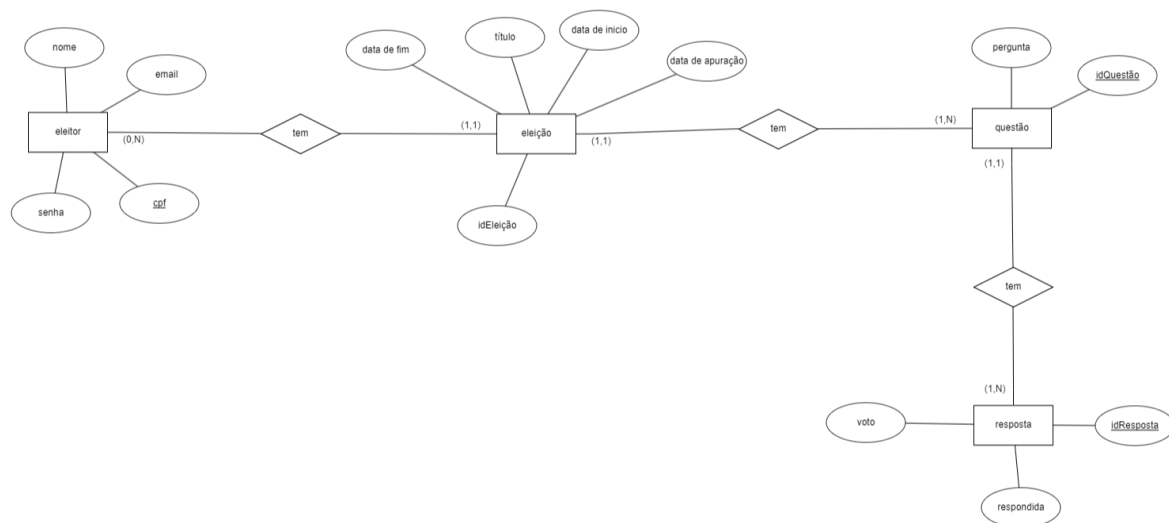 nome
email
eleitor
senha
cpf
(0,N)
tem
(1,1)
data de fim
título
data de inicio
data de apuração
eleição
idEleição
(1,1)
tem
(1,N)
pergunta
idQuestão
questão
(1,1)
tem
(1,N)
voto
resposta
idResposta
respondida